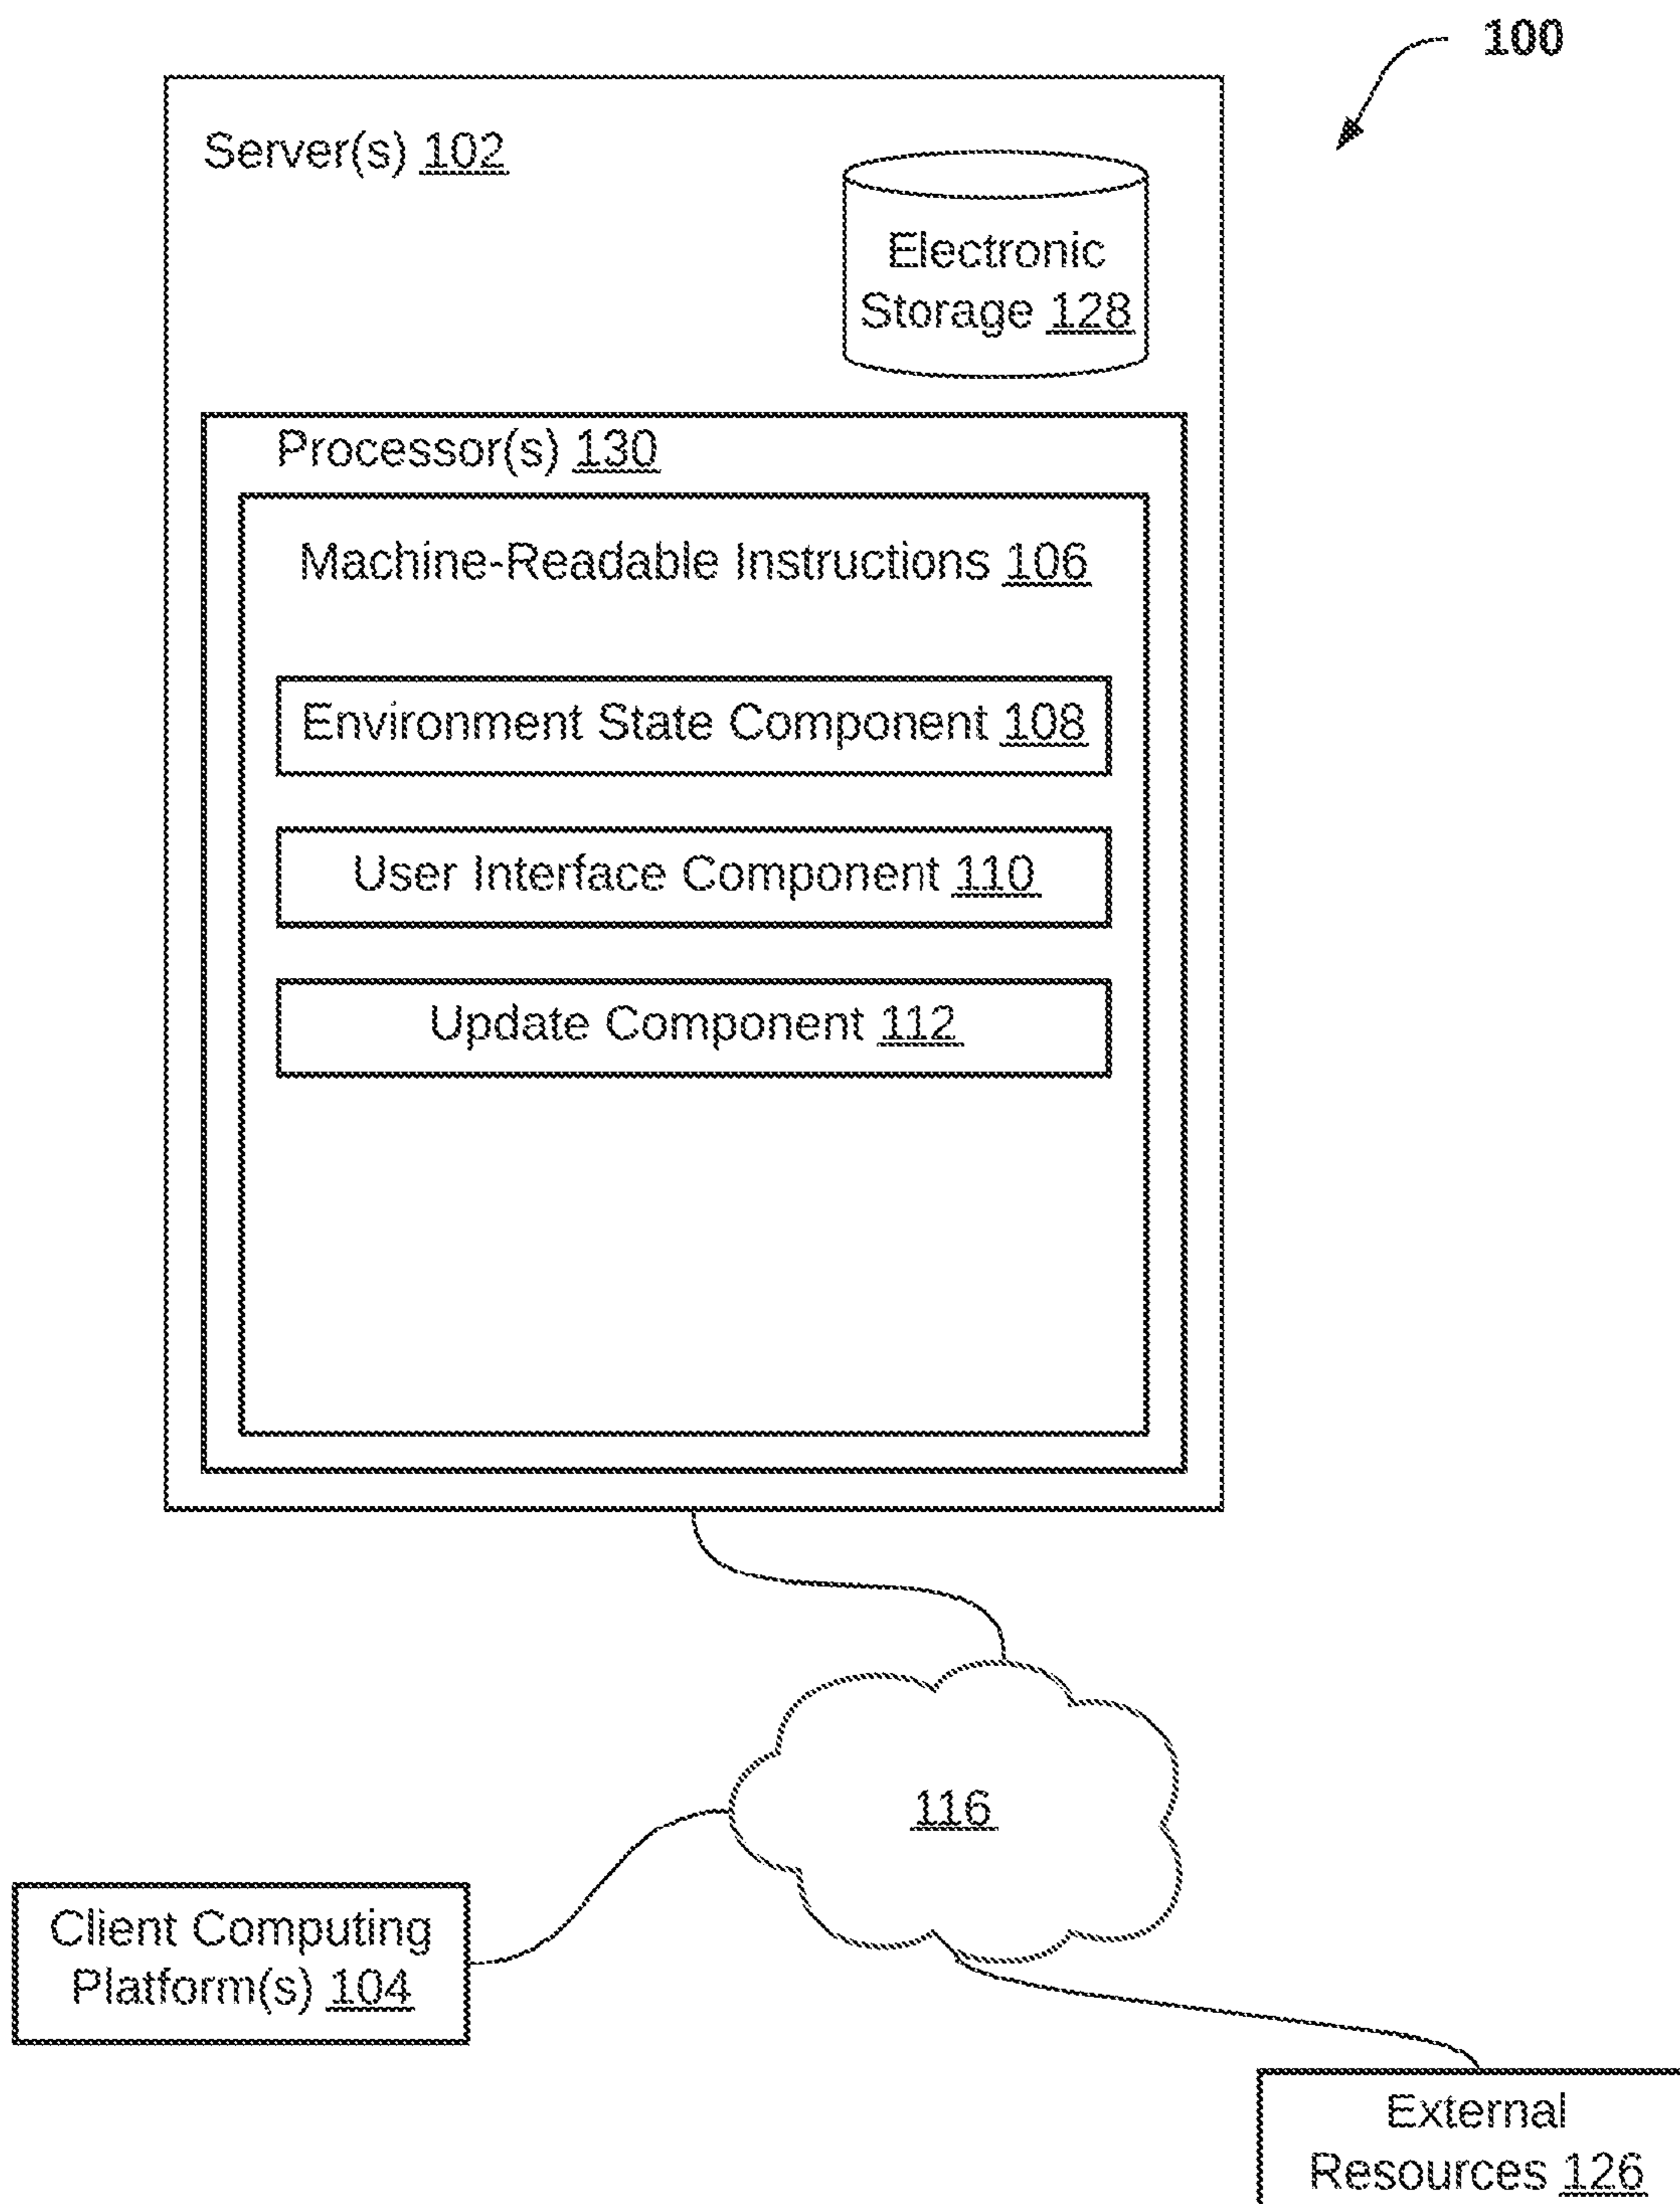 100
Server(s) 102
Electronic
Storage 128
Processor(s) 130
Machine-Readable Instructions 106
Environment State Component 108
User Interface Component 110
Update Component 112
116
Client Computing
Platform(s) 104
External
Resources 126